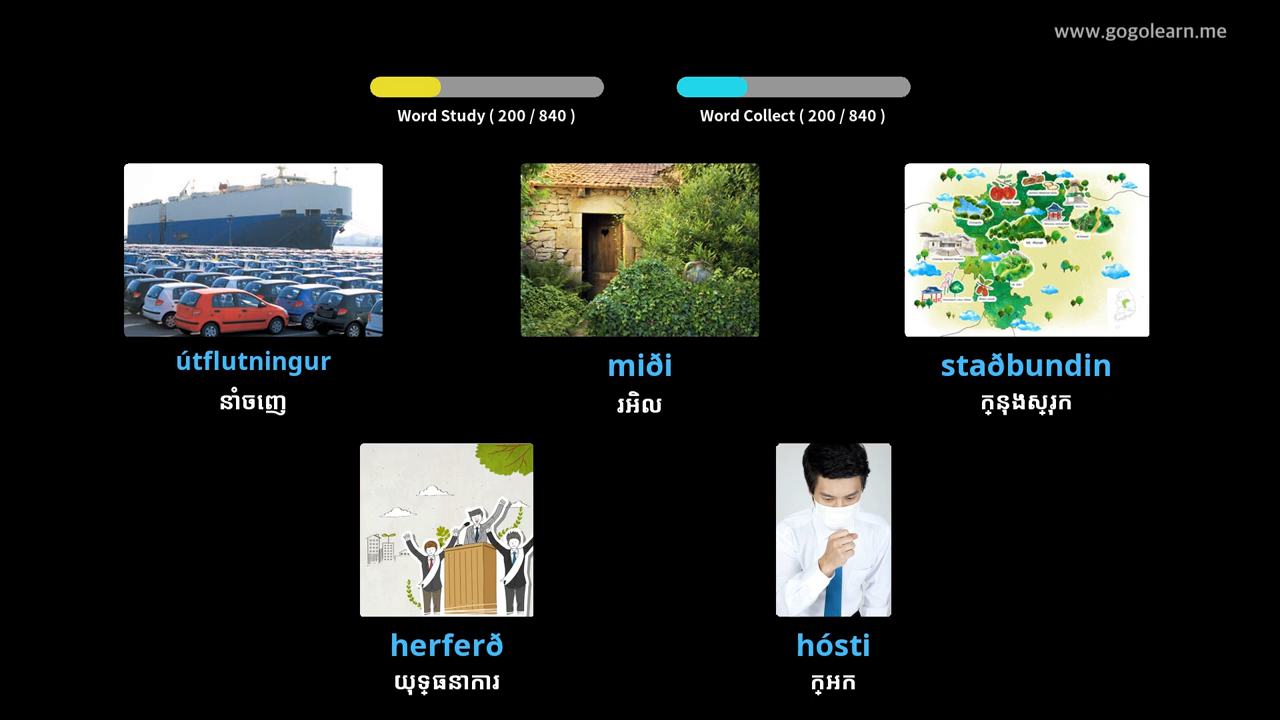 www.gogolearn.me
Word Study ( 200 / 840 )
Word Collect ( 200 / 840 )
útflutningur
នាំចញេ
miði
រអិល
staðbundin
ក្នុងស្រុក
herferð
យុទ្ធនាការ
hósti
ក្អក